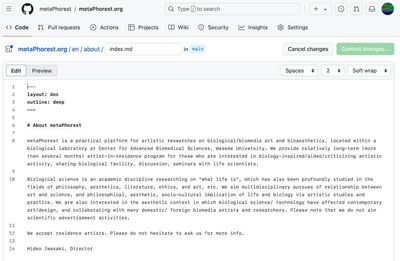 metaPhorest / metaPhorest.org
Type / to search
Code
Pull requests
Actions
Projects
Wiki
Security
Insights
Settings
metaPhorest.org / en / about / index.md in main
Cancel changes
Commit changes...
Edit
Preview
Spaces
2
Soft wrap
1 ---
2 layout: doc
3 outline: deep
4 ---
5
6 # About metaPhorest
7
8 metaPhorest is a practical platform for artistic researches on biological/biomedia art and bioaesthetics, located within a
biological laboratory at Center for Advanced Biomedical Sciences, Waseda University. We provide relatively long-term (more
than several months) artist-in-residence program for those who are interested in biology-inspired/aided/criticizing artistic
activity, sharing biological facility, discussion, seminars with life scientists.
9
10 Biological science is an academic discipline researching on "what life is", which has also been profoundly studied in the
fields of philosophy, aesthetics, literature, ethics, and art, etc. We aim multidisciplinary pursues of relationship between
art and science, and philosophical, aesthetic, socio-cultural implication of life and biology via artistic studies and
practice. We are also interested in the aesthetic context in which biological science/ technology have affected contemporary
art/design, and collaborating with many domestic/ foreign biomedia artists and researchers. Please note that we do not aim
scientific advertisement activities.
11
12 We accept residence artists. Please do not hesitate to ask us for more info.
13
14 Hideo Iwasaki, Director